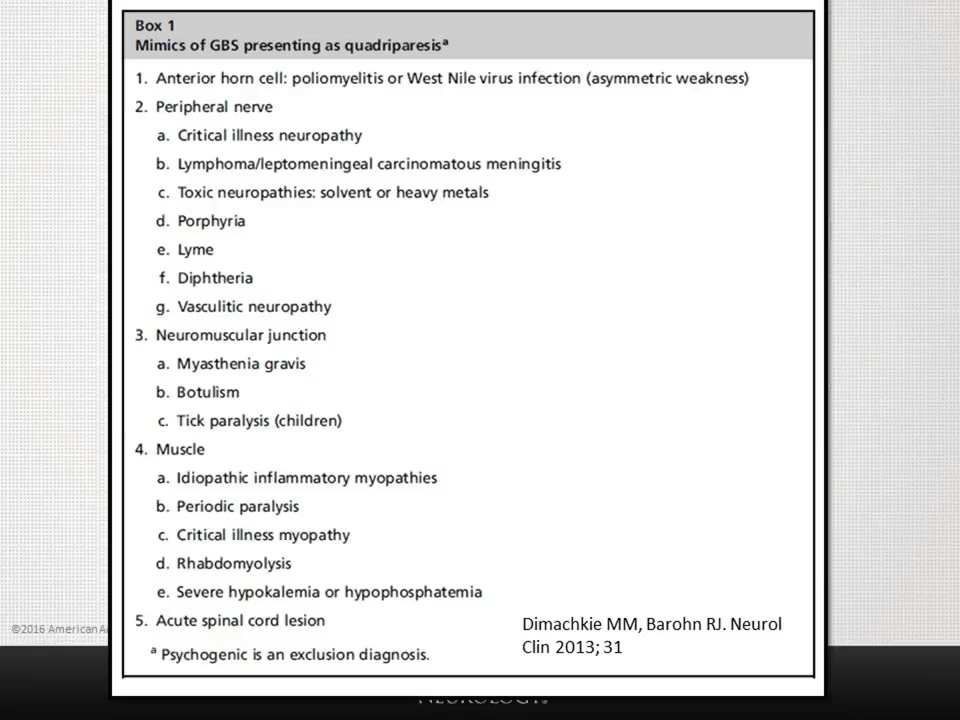 Box 1
Mimics of GBS presenting as quadriparesisᵃ
1. Anterior horn cell: poliomyelitis or West Nile virus infection (asymmetric weakness)
2. Peripheral nerve
a. Critical illness neuropathy
b. Lymphoma/leptomeningeal carcinomatous meningitis
c. Toxic neuropathies: solvent or heavy metals
d. Porphyria
e. Lyme
f. Diphtheria
g. Vasculitic neuropathy
3. Neuromuscular junction
a. Myasthenia gravis
b. Botulism
c. Tick paralysis (children)
4. Muscle
a. Idiopathic inflammatory myopathies
b. Periodic paralysis
c. Critical illness myopathy
d. Rhabdomyolysis
e. Severe hypokalemia or hypophosphatemia
5. Acute spinal cord lesion
ᵃ Psychogenic is an exclusion diagnosis.
Dimachkie MM, Barohn RJ. Neurol
Clin 2013; 31
©2016 American